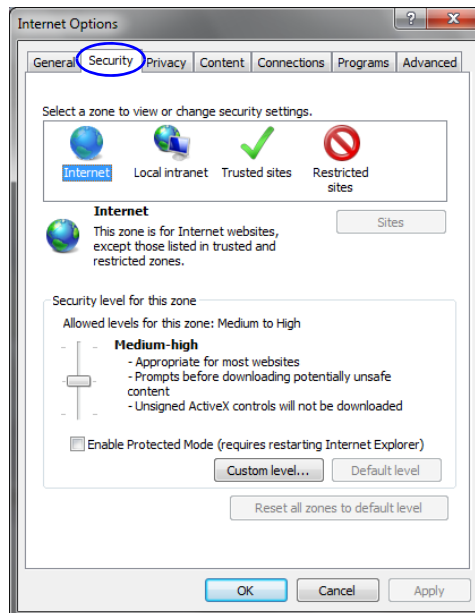 Internet Options
?
X
General Security Privacy Content Connections Programs Advanced
Select a zone to view or change security settings.
Internet Local intranet Trusted sites Restricted
sites
Internet
Sites
This zone is for Internet websites,
except those listed in trusted and
restricted zones.
Security level for this zone
Allowed levels for this zone: Medium to High
Medium-high
- Appropriate for most websites
- Prompts before downloading potentially unsafe
content
- Unsigned ActiveX controls will not be downloaded
Enable Protected Mode (requires restarting Internet Explorer)
Custom level... Default level
Reset all zones to default level
OK Cancel Apply